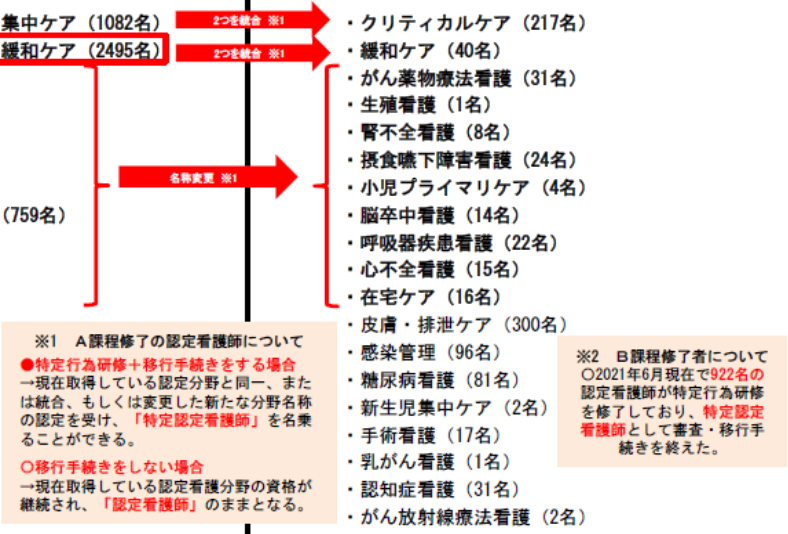 集中ケア（1082名）
緩和ケア（2495名）
（759名）
2つを統合 ※1
2つを統合 ※1
名称変更 ※1
・クリティカルケア（217名）
・緩和ケア（40名）
・がん薬物療法看護（31名）
・生殖看護（1名）
・腎不全看護（8名）
・摂食嚥下障害看護（24名）
・小児プライマリケア（4名）
・脳卒中看護（14名）
・呼吸器疾患看護（22名）
・心不全看護（15名）
・在宅ケア（16名）
・皮膚・排泄ケア（300名）
・感染管理（96名）
・糖尿病看護（81名）
・新生児集中ケア（2名）
・手術看護（17名）
・乳がん看護（1名）
・認知症看護（31名）
・がん放射線療法看護（2名）
※1　A課程修了の認定看護師について
●特定行為研修＋移行手続きをする場合
→現在取得している認定分野と同一、また
は統合、もしくは変更した新たな分野名称
の認定を受け、「特定認定看護師」を名乗
ることができる。
○移行手続きをしない場合
→現在取得している認定看護分野の資格が
継続され、「認定看護師」のままとなる。
※2　B課程修了者について
○2021年6月現在で922名の
認定看護師が特定行為研修
を修了しており、特定認定
看護師として審査・移行手
続きを終えた。